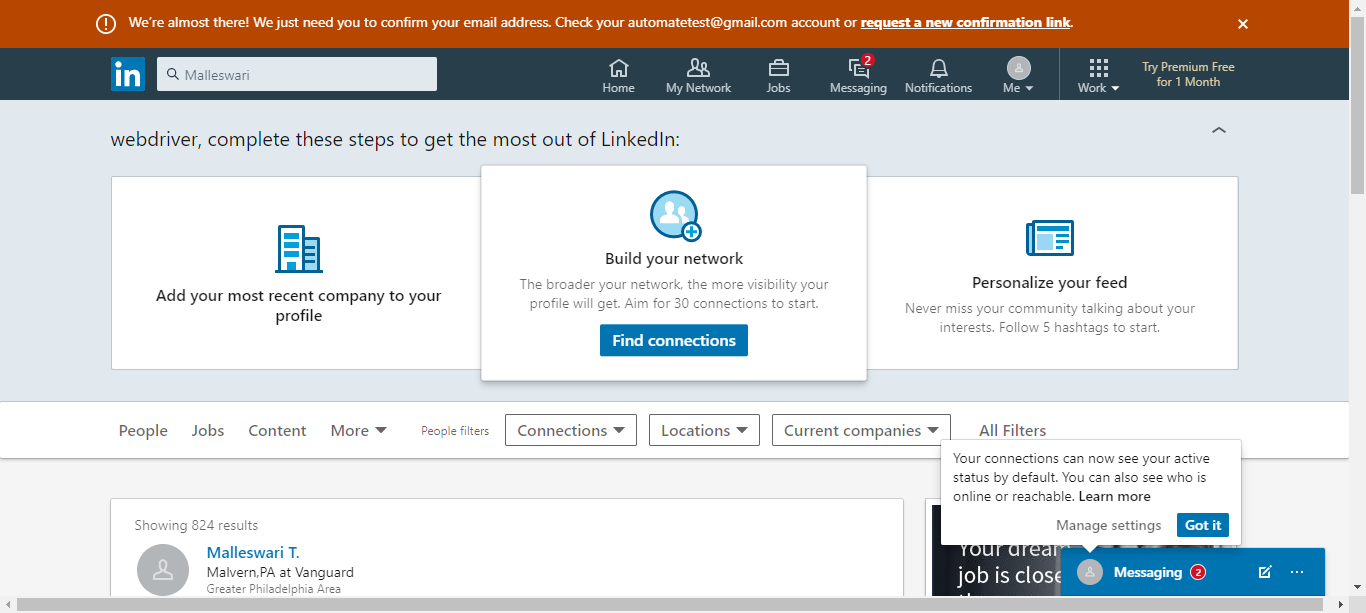 We're almost there! We just need you to confirm your email address. Check your automatetest@gmail.com account or request a new confirmation link.
in
Malleswari
Home
My Network
Jobs
2
Messaging
Notifications
Me
Work
Try Premium Free
for 1 Month
webdriver, complete these steps to get the most out of LinkedIn:
Add your most recent company to your
profile
Build your network
The broader your network, the more visibility your
profile will get. Aim for 30 connections to start.
Find connections
Personalize your feed
Never miss your community talking about your
interests. Follow 5 hashtags to start.
People Jobs Content More People filters Connections Locations Current companies All Filters
Your connections can now see your active
status by default. You can also see who is
online or reachable. Learn more
Manage settings Got it
Showing 824 results
Malleswari T.
Malvern,PA at Vanguard
Greater Philadelphia Area
Your dream
job is close
Messaging 2